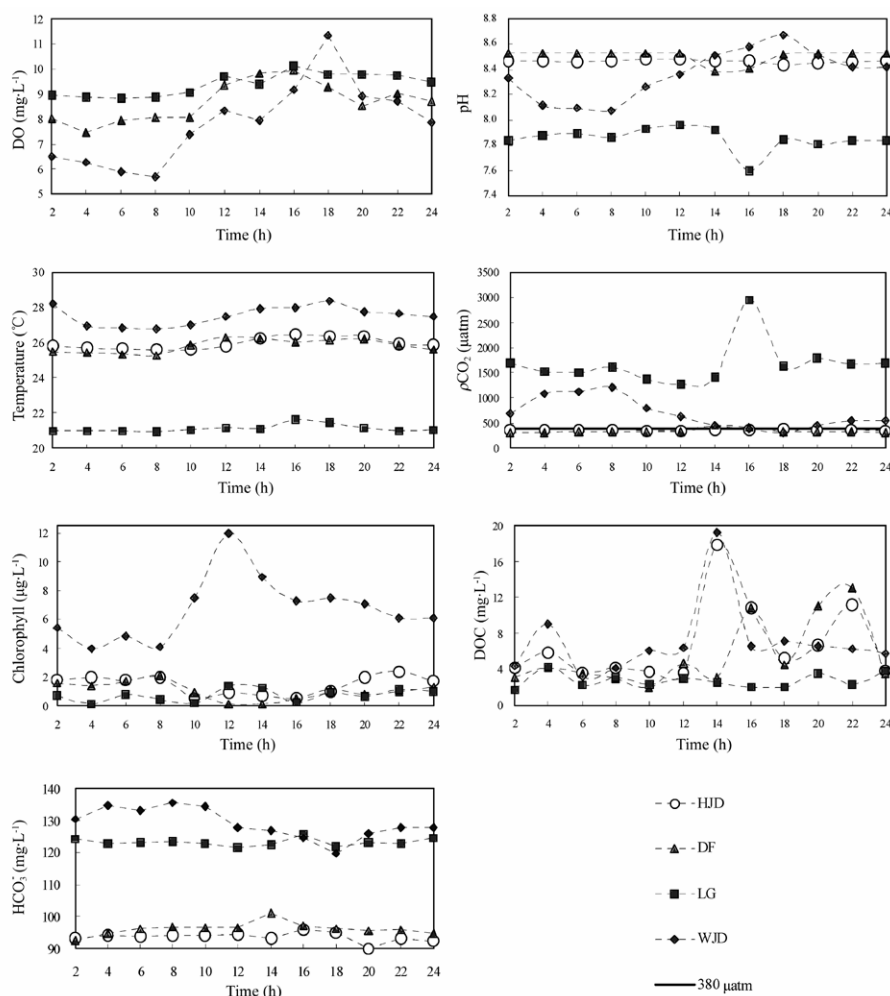 12
11
10
9
8
7
6
5
DO (mg·L⁻¹)
2 4 6 8 10 12 14 16 18 20 22 24
Time (h)
8.8
8.6
8.4
8.2
8.0
7.8
7.6
7.4
pH
2 4 6 8 10 12 14 16 18 20 22 24
Time (h)
30
28
26
24
22
20
Temperature (℃)
2 4 6 8 10 12 14 16 18 20 22 24
Time (h)
3500
3000
2500
2000
1500
1000
500
0
ρCO₂ (μatm)
2 4 6 8 10 12 14 16 18 20 22 24
Time (h)
12
10
8
6
4
2
0
Chlorophyll (μg·L⁻¹)
2 4 6 8 10 12 14 16 18 20 22 24
Time (h)
20
16
12
8
4
0
DOC (mg·L⁻¹)
2 4 6 8 10 12 14 16 18 20 22 24
Time (h)
140
130
120
110
100
95
90
HCO₃⁻ (mg·L⁻¹)
2 4 6 8 10 12 14 16 18 20 22 24
Time (h)
HJD
DF
LG
WJD
380 μatm